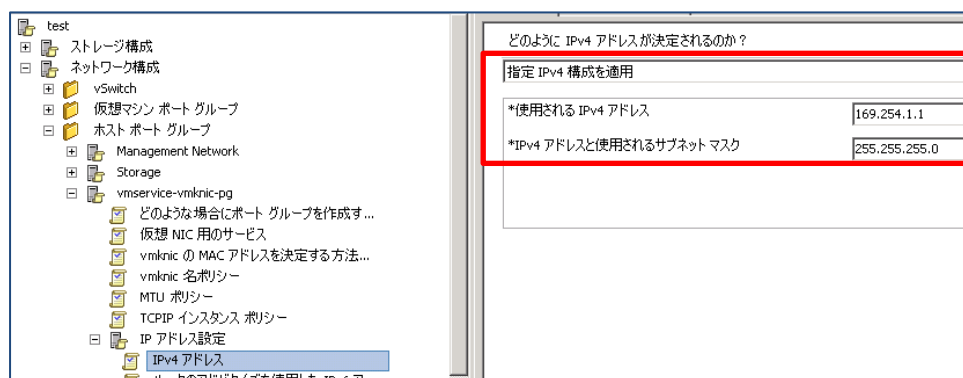 test
ストレージ構成
ネットワーク構成
vSwitch
仮想マシン ポート グループ
ホスト ポート グループ
Management Network
Storage
vmservice-vmknic-pg
どのような場合にポート グループを作成す...
仮想 NIC 用のサービス
vmknic の MAC アドレスを決定する方法...
vmknic 名ポリシー
MTU ポリシー
TCPIP インスタンス ポリシー
IP アドレス設定
IPv4 アドレス
どのように IPv4 アドレスが決定されるのか？
指定 IPv4 構成を適用
*使用される IPv4 アドレス 169.254.1.1
*IPv4 アドレスと使用されるサブネット マスク 255.255.255.0